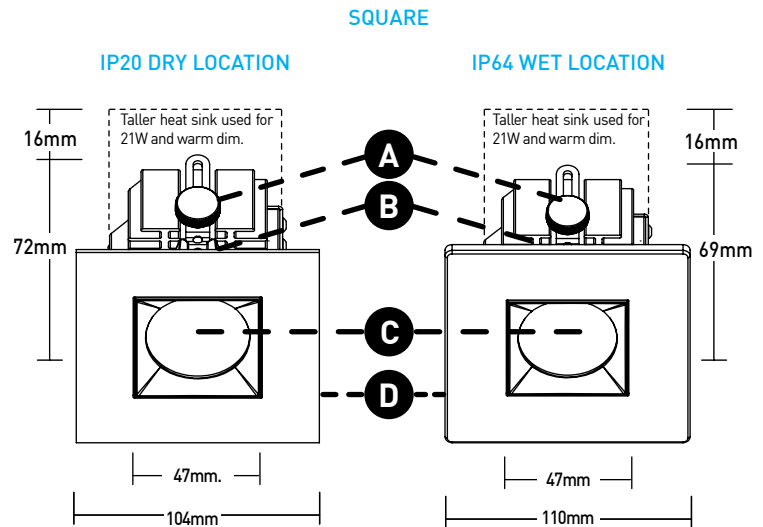 SQUARE
IP20 DRY LOCATION
IP64 WET LOCATION
Taller heat sink used for
21W and warm dim.
Taller heat sink used for
21W and warm dim.
16mm
16mm
A
B
72mm
69mm
C
D
47mm.
47mm
104mm
110mm